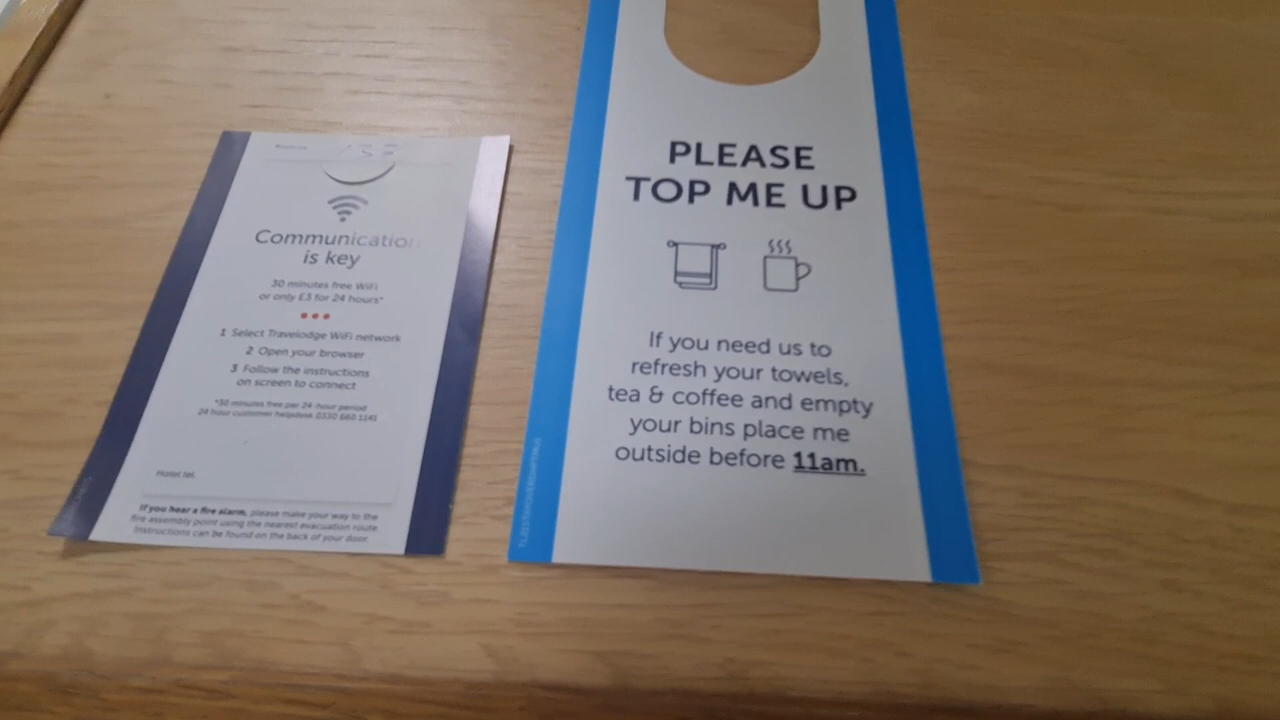 Communication
is key
30 minutes free WiFi
or only £3 for 24 hours*
1 Select Travelodge WiFi network
2 Open your browser
3 Follow the instructions
on screen to connect
*30 minutes free per 24-hour period
24 hour customer helpdesk 0330 660 1141
Hotel tel.
If you hear a fire alarm, please make your way to the
fire assembly point using the nearest evacuation route.
Instructions can be found on the back of your door.
PLEASE
TOP ME UP
If you need us to
refresh your towels,
tea & coffee and empty
your bins place me
outside before 11am.